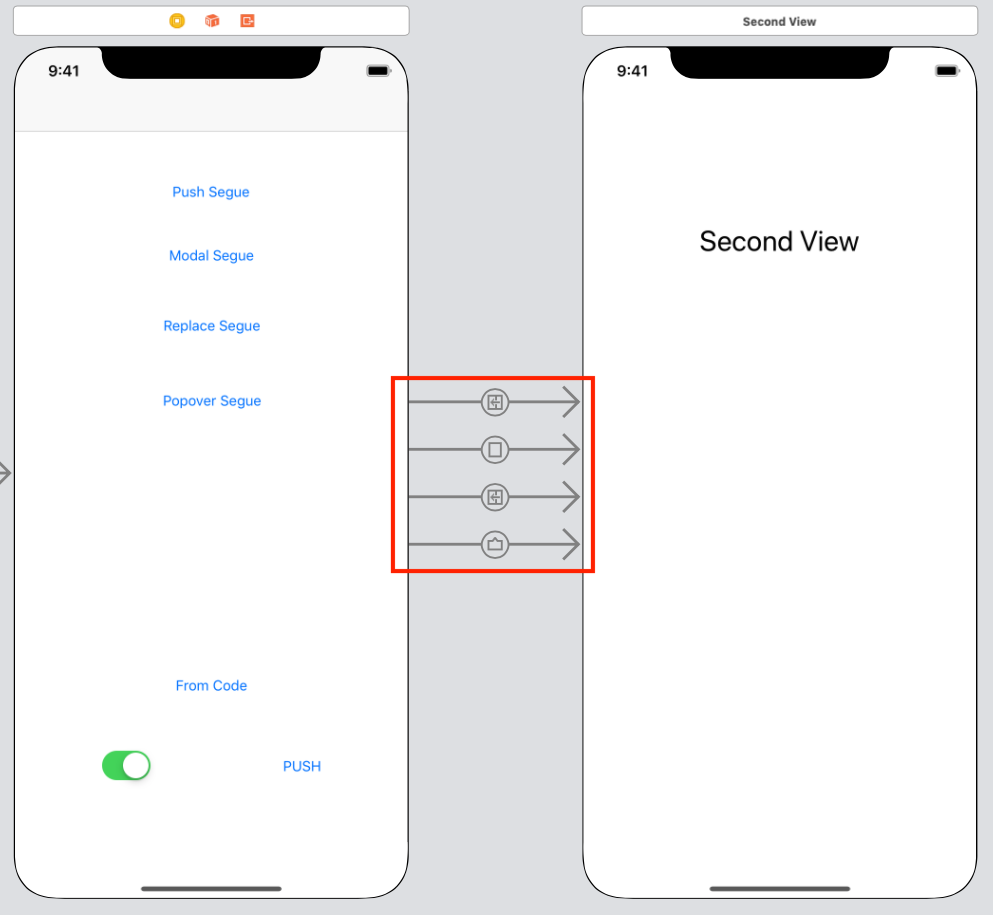 Second View
9:41
9:41
Push Segue
Modal Segue
Second View
Replace Segue
Popover Segue
From Code
PUSH